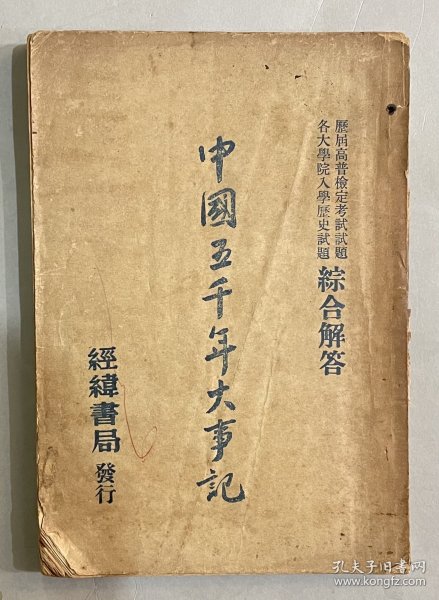 歷屆高普檢定考試試題
各大學院入學歷史試題
綜合解答
中國五千年大事記
經緯書局 發行
孔夫子旧书网
www.kongfz.com